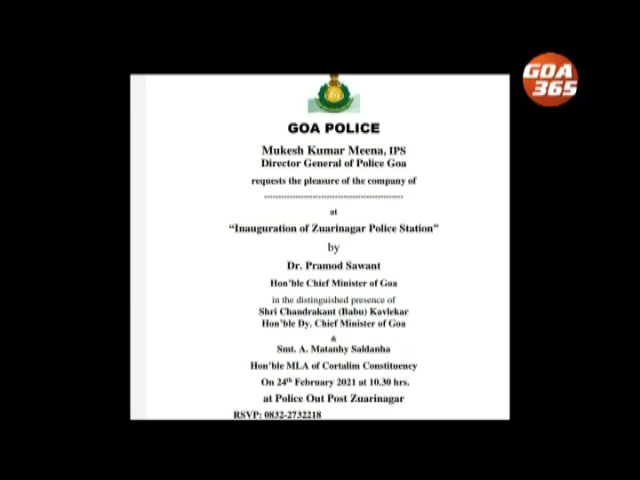 GOA
365
GOA POLICE
Mukesh Kumar Meena, IPS
Director General of Police Goa
requests the pleasure of the company of
------------------------------------------------
at
“Inauguration of Zuarinagar Police Station”
by
Dr. Pramod Sawant
Hon'ble Chief Minister of Goa
in the distinguished presence of
Shri Chandrakant (Babu) Kavlekar
Hon'ble Dy. Chief Minister of Goa
&
Smt. A. Matanhy Saldanha
Hon'ble MLA of Cortalim Constituency
On 24th February 2021 at 10.30 hrs.
at Police Out Post Zuarinagar
RSVP: 0832-2732218